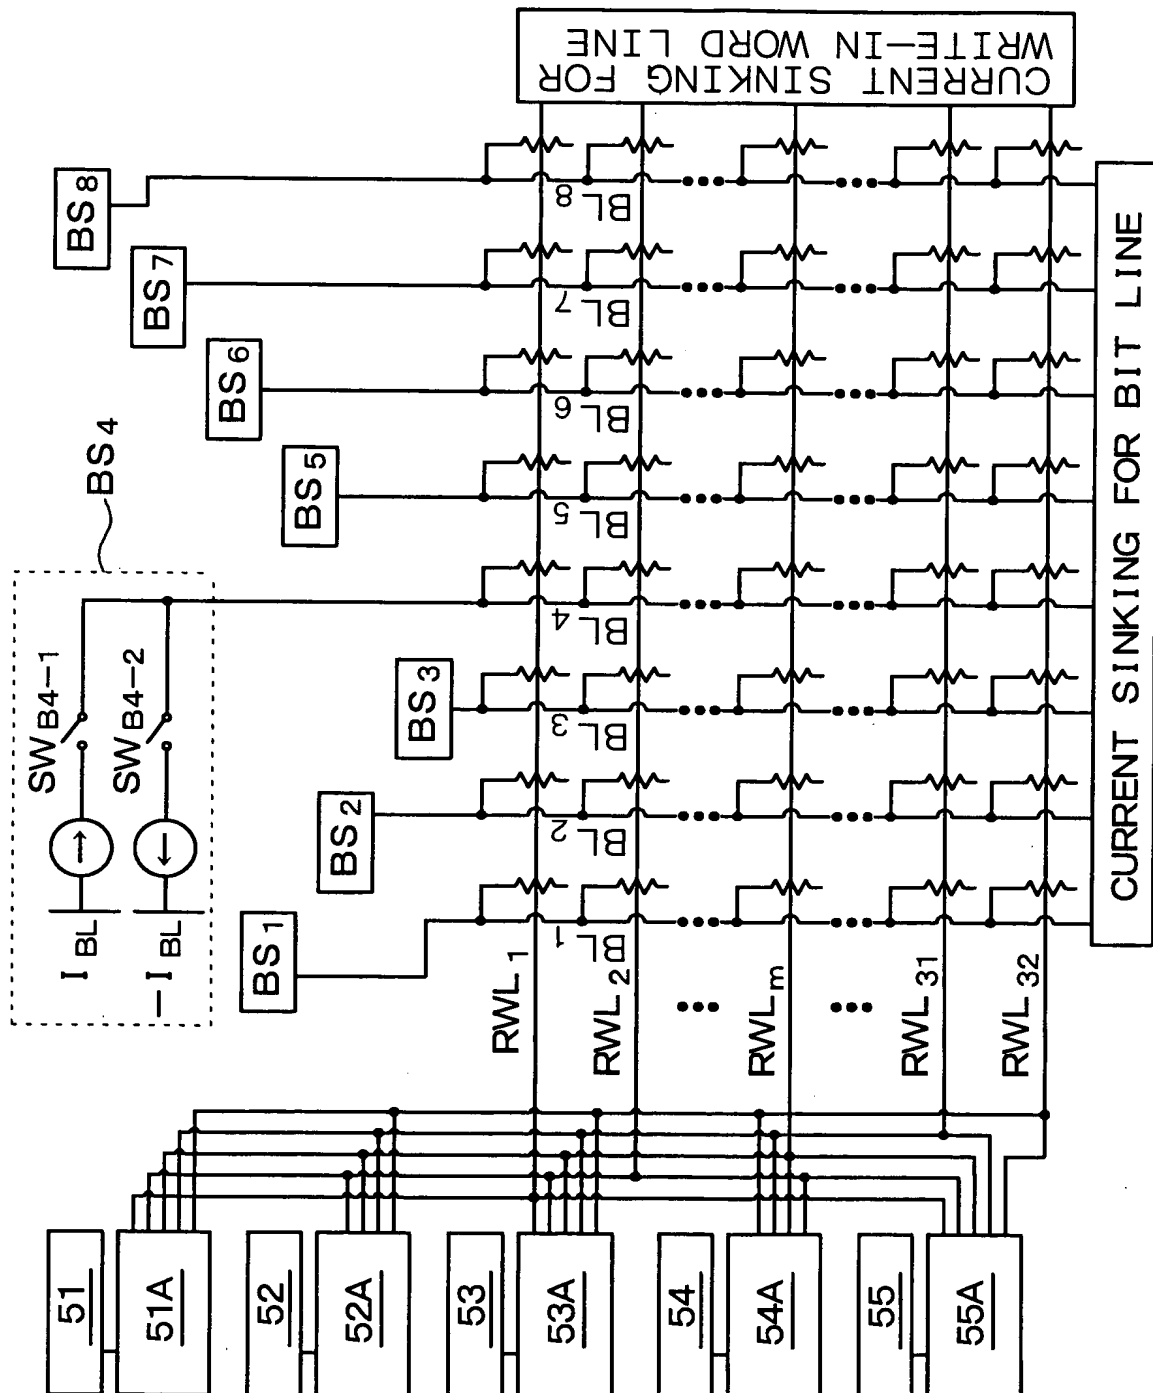 BS8
BS7
BS6
BS5
BS4
SWB4-1
SWB4-2
IBL
-IBL
BS3
BS2
BS1
CURRENT SINKING FOR
WRITE-IN WORD LINE
BL8
BL7
BL6
BL5
BL4
BL3
BL2
BL1
RWL1
RWL2
•••
RWLm
•••
RWL31
RWL32
CURRENT SINKING FOR BIT LINE
51
51A
52
52A
53
53A
54
54A
55
55A